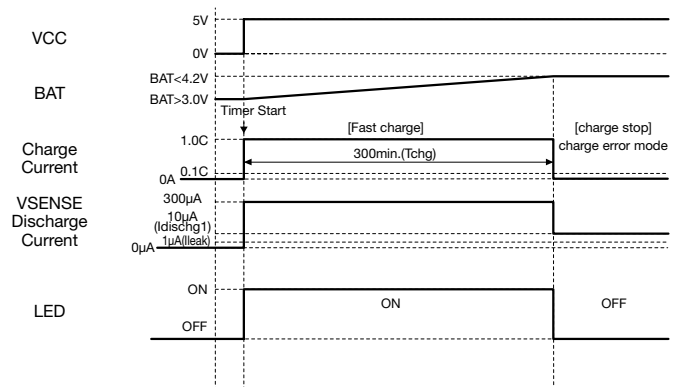 VCC
5V
0V
BAT
BAT<4.2V
BAT>3.0V
Timer Start
Charge
Current
1.0C
0.1C
0A
[Fast charge]
300min.(Tchg)
[charge stop]
charge error mode
VSENSE
Discharge
Current
300μA
10μA
(Idischg1)
1μA(Ileak)
0μA
LED
ON
OFF
ON
OFF